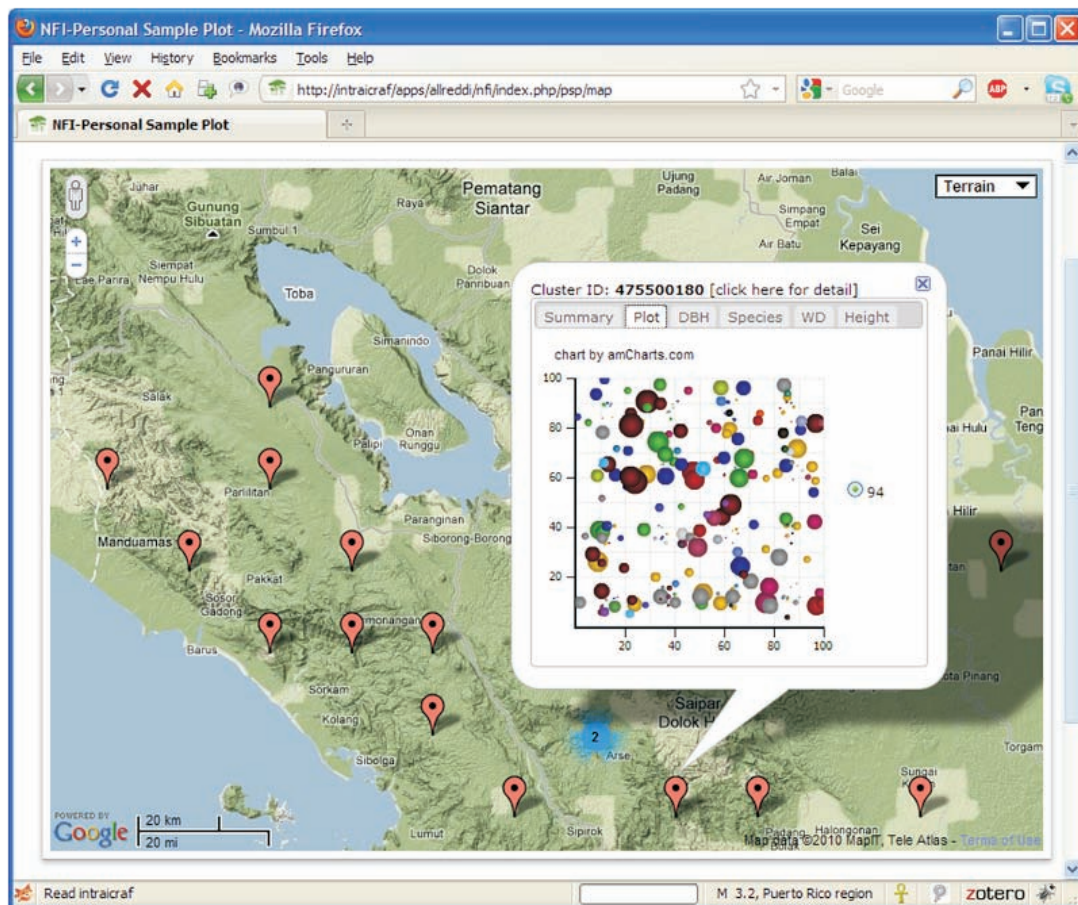 NFI-Personal Sample Plot - Mozilla Firefox
File Edit View History Bookmarks Tools Help
http://intraicraf/apps/allreddi/nfi/index.php/psp/map
Google
ABP
NFI-Personal Sample Plot
Terrain
Juhar
Gunung
Sibuatan
Sumbul 1
Raya
Pematang
Siantar
Ujung
Padang
Air Joman
Balai
Simpang
Empat
Air Batu
Sei
Kepayang
Siempat
Nempu Hulu
Lae Parira
Dolok
Panribuan
Toba
Simanindo
Pangururan
Salak
Palipi
Onan
Runggu
Parlilitan
Paranginan
Siborong-Borong
Manduamas
Pakkat
Sosor
Gadong
Barus
Sorkam
Kolang
Sibolga
Lumut
Sipirok
Arse
2
Saipar
Dolok
Panai Hilir
Hilir
Torgam
Sungai
Padang
Halongonan
Cluster ID: 475500180 [click here for detail]
Summary Plot DBH Species WD Height
chart by amCharts.com
100
80
60
40
20
20 40 60 80 100
94
20 km
20 mi
POWERED BY
Google
Map data ©2010 MapIT, Tele Atlas - Terms of Use
Read intraicraf
M 3.2, Puerto Rico region
zotero